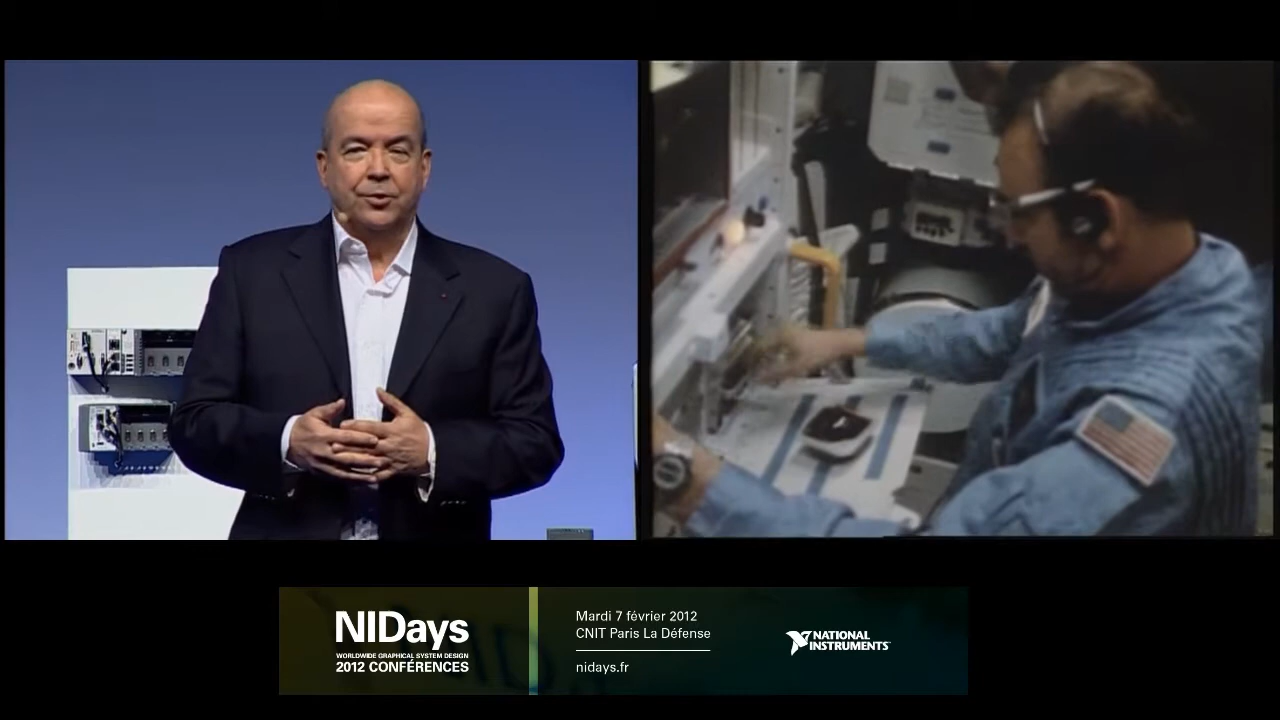 NIDays
WORLDWIDE GRAPHICAL SYSTEM DESIGN
2012 CONFÉRENCES
Mardi 7 février 2012
CNIT Paris La Défense
nidays.fr
NATIONAL
INSTRUMENTS